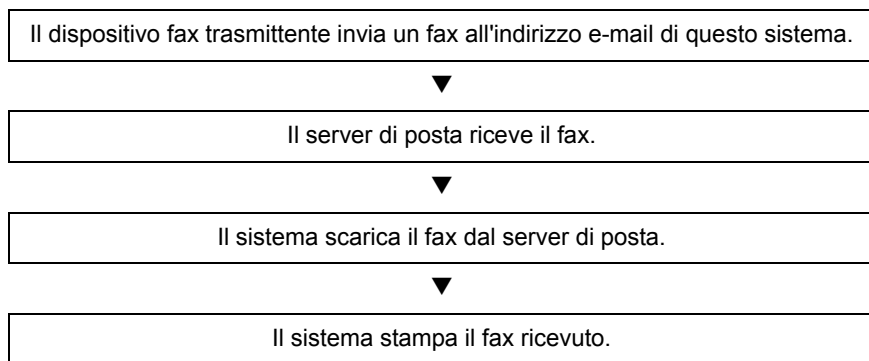 Il dispositivo fax trasmittente invia un fax all'indirizzo e-mail di questo sistema.
Il server di posta riceve il fax.
Il sistema scarica il fax dal server di posta.
Il sistema stampa il fax ricevuto.